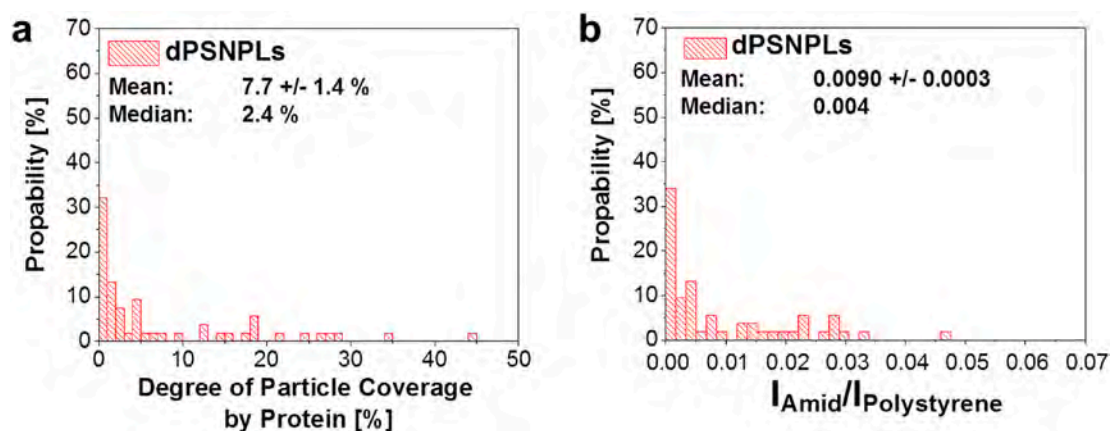 a
dPSNPLs
Mean: 7.7 +/- 1.4 %
Median: 2.4 %
Propability [%]
70
60
50
40
30
20
10
0
0 10 20 30 40 50
Degree of Particle Coverage
by Protein [%]
b
dPSNPLs
Mean: 0.0090 +/- 0.0003
Median: 0.004
Propability [%]
70
60
50
40
30
20
10
0
0.00 0.01 0.02 0.03 0.04 0.05 0.06 0.07
I_Amid/I_Polystyrene